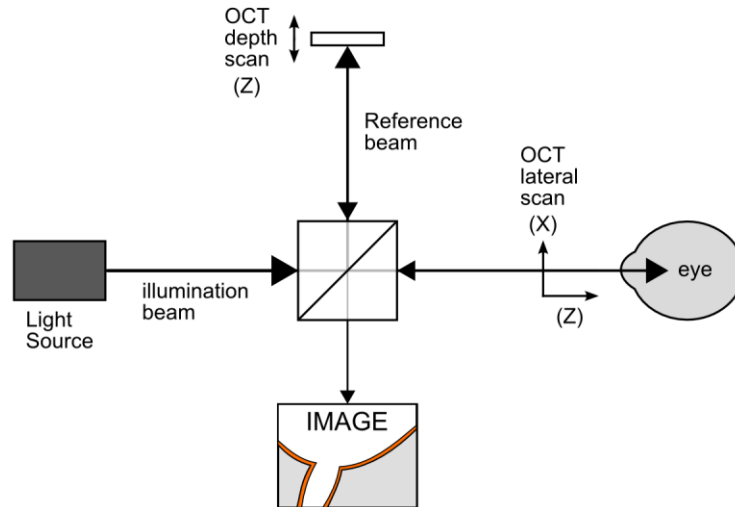 OCT
depth
scan
(Z)
Reference
beam
OCT
lateral
scan
(X)
eye
illumination
beam
(Z)
Light
Source
IMAGE